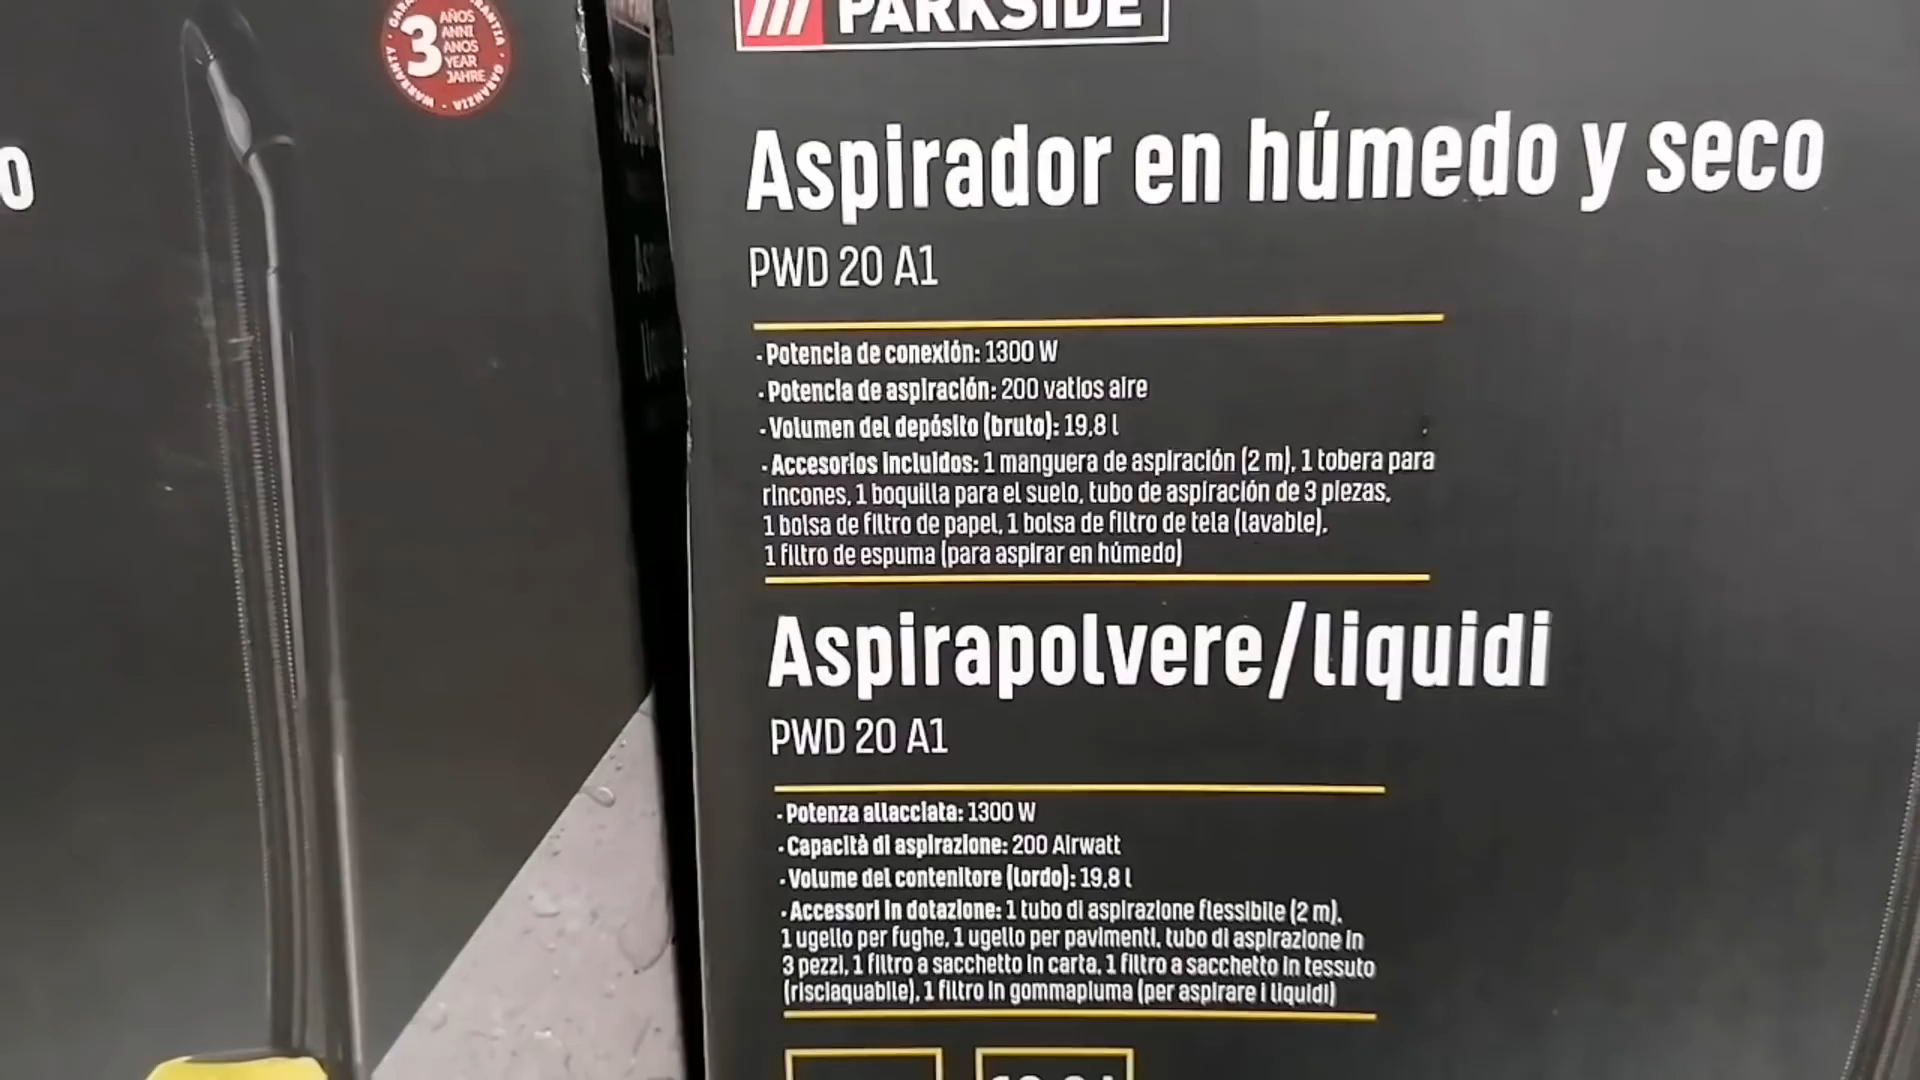 GARANTIA · WARRANTY · GARANZIA
3
AÑOS
ANNI
ANOS
YEAR
JAHRE
o
PARKSIDE
Aspirador en húmedo y seco
PWD 20 A1
· Potencia de conexión: 1300 W
· Potencia de aspiración: 200 vatios aire
· Volumen del depósito (bruto): 19,8 l
· Accesorios incluidos: 1 manguera de aspiración (2 m), 1 tobera para
rincones, 1 boquilla para el suelo, tubo de aspiración de 3 piezas,
1 bolsa de filtro de papel, 1 bolsa de filtro de tela (lavable),
1 filtro de espuma (para aspirar en húmedo)
Aspirapolvere/liquidi
PWD 20 A1
· Potenza allacciata: 1300 W
· Capacità di aspirazione: 200 Airwatt
· Volume del contenitore (lordo): 19,8 l
· Accessori in dotazione: 1 tubo di aspirazione flessibile (2 m),
1 ugello per fughe, 1 ugello per pavimenti, tubo di aspirazione in
3 pezzi, 1 filtro a sacchetto in carta, 1 filtro a sacchetto in tessuto
(risciaquabile), 1 filtro in gommapiuma (per aspirare i liquidi)